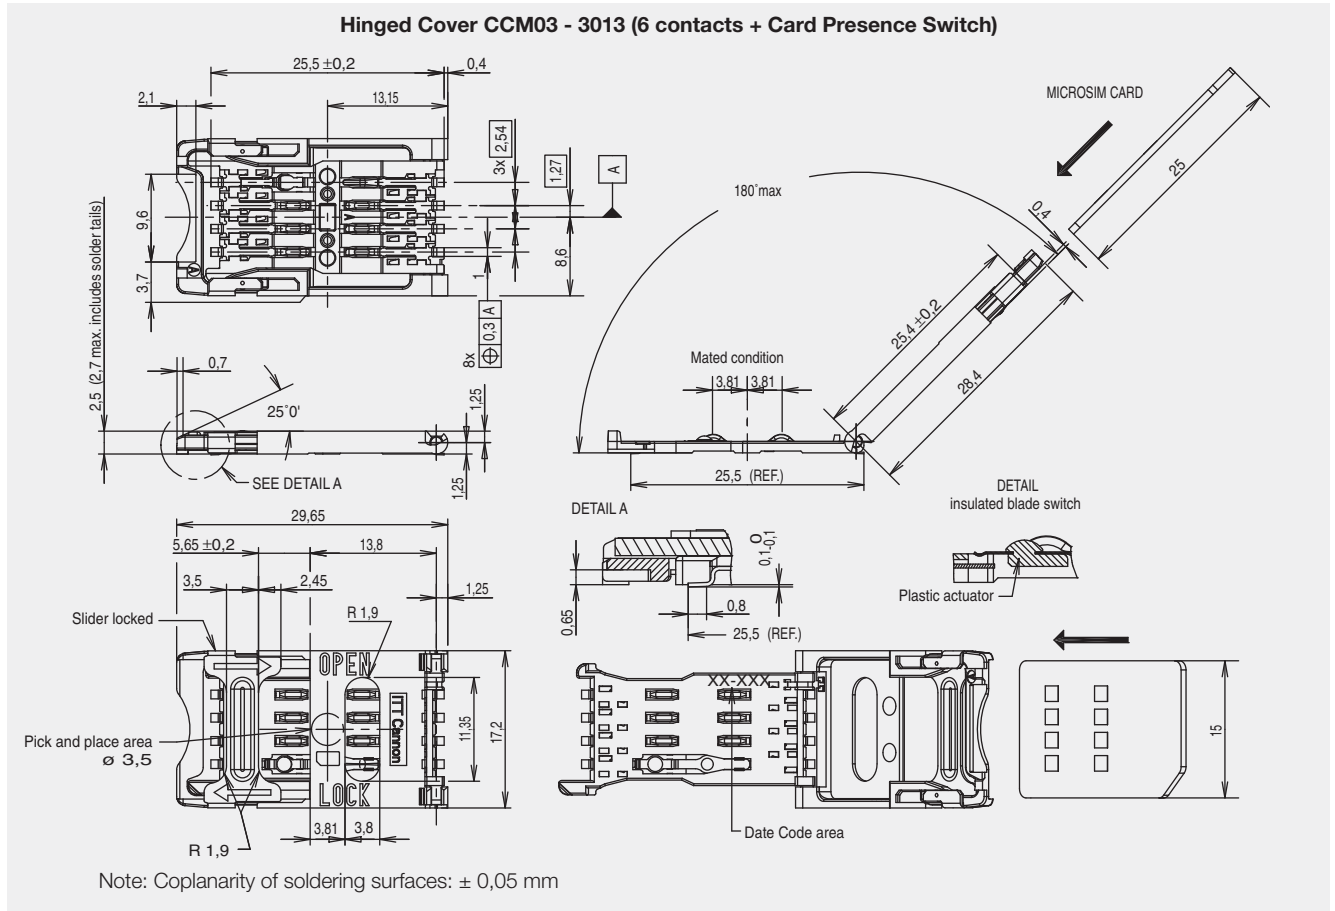 Hinged Cover CCM03 - 3013 (6 contacts + Card Presence Switch)
25,5 ±0,2
0,4
2,1
13,15
3x 2,54
1,27
A
9,6
3,7
8,6
1
8x ⌖ 0,3 A
A
MICROSIM CARD
25
180°max
0,4
25,4 ±0,2
28,4
Mated condition
3,81
3,81
25,5 (REF.)
2,5 (2,7 max. includes solder tails)
0,7
25°0'
1,25
1,25
SEE DETAIL A
29,65
5,65 ±0,2
13,8
3,5
2,45
1,25
Slider locked
R 1,9
OPEN
ITT Cannon
11,35
17,2
Pick and place area
ø 3,5
LOCK
3,81
3,8
R 1,9
DETAIL A
0,65
0
0,1-0,1
0,8
25,5 (REF.)
DETAIL
insulated blade switch
Plastic actuator
XX-XXX
15
Date Code area
Note: Coplanarity of soldering surfaces: ± 0,05 mm